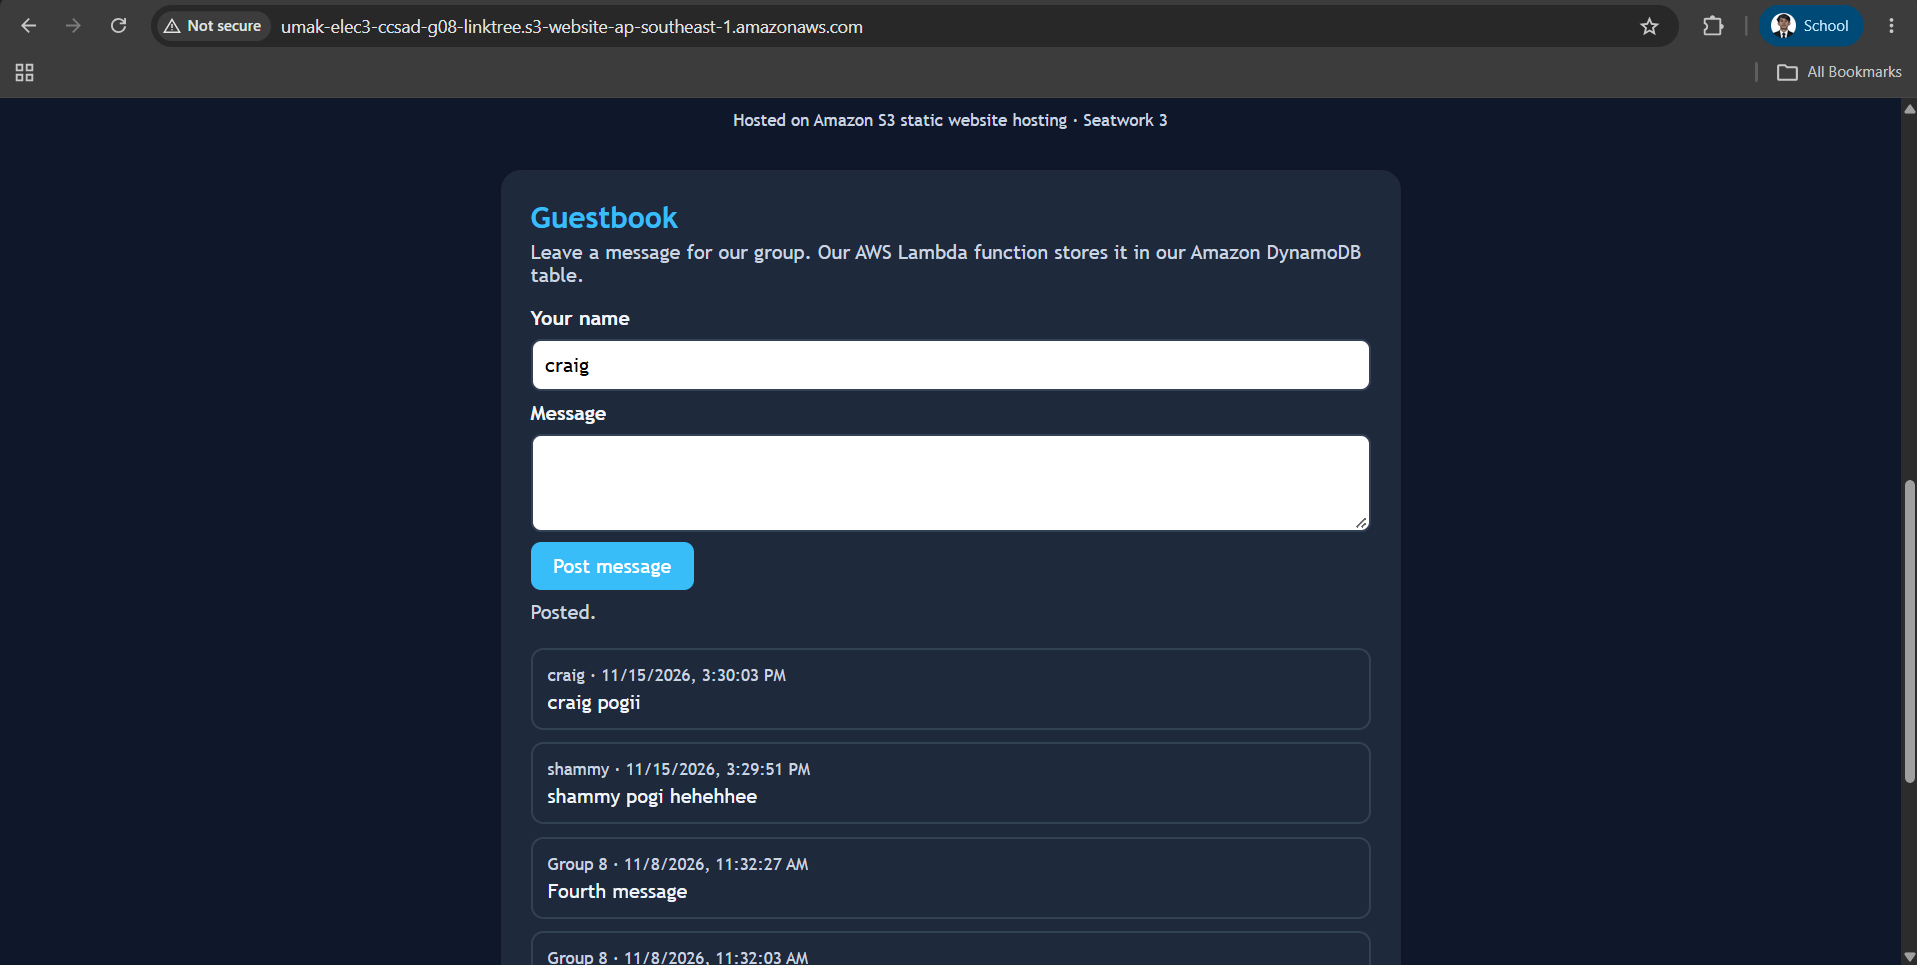 Not secure
umak-elec3-ccsad-g08-linktree.s3-website-ap-southeast-1.amazonaws.com
School
All Bookmarks
Hosted on Amazon S3 static website hosting · Seatwork 3
Guestbook
Leave a message for our group. Our AWS Lambda function stores it in our Amazon DynamoDB
table.
Your name
craig
Message
Post message
Posted.
craig · 11/15/2026, 3:30:03 PM
craig pogii
shammy · 11/15/2026, 3:29:51 PM
shammy pogi hehehhee
Group 8 · 11/8/2026, 11:32:27 AM
Fourth message
Group 8 · 11/8/2026, 11:32:03 AM